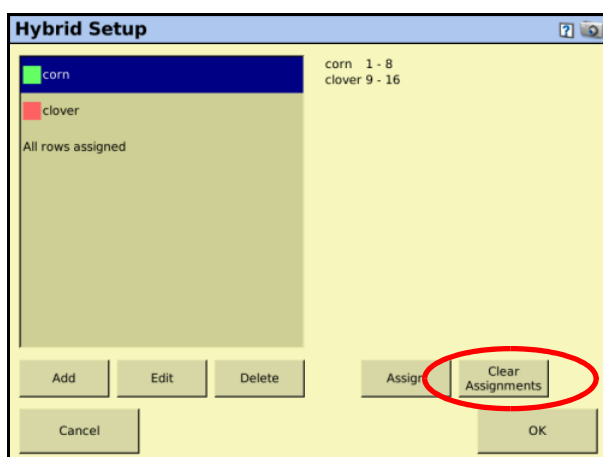 Hybrid Setup
?
corn
clover
All rows assigned
corn 1 - 8
clover 9 - 16
Add
Edit
Delete
Assign
Clear
Assignments
Cancel
OK